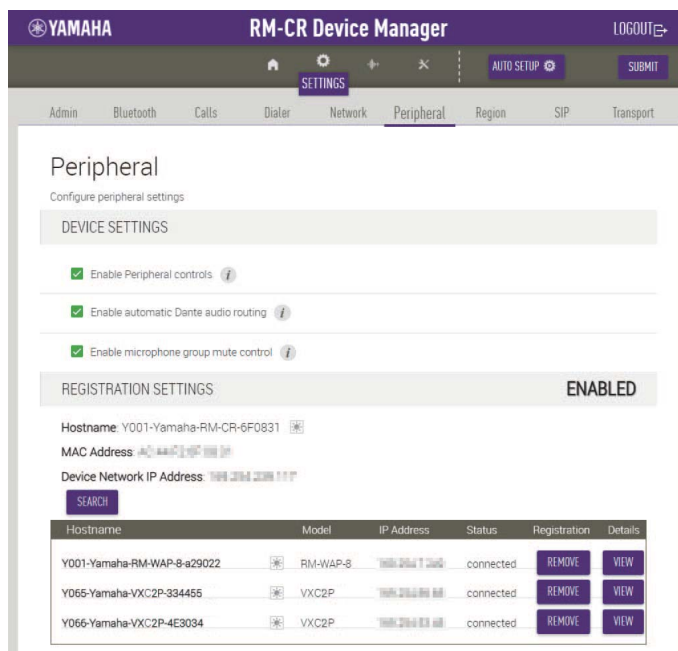 YAMAHA RM-CR Device Manager LOGOUT
SETTINGS AUTO SETUP SUBMIT
Admin Bluetooth Calls Dialer Network Peripheral Region SIP Transport
Peripheral
Configure peripheral settings
DEVICE SETTINGS
Enable Peripheral controls i
Enable automatic Dante audio routing i
Enable microphone group mute control i
REGISTRATION SETTINGS ENABLED
Hostname: Y001-Yamaha-RM-CR-6F0831
MAC Address:
Device Network IP Address:
SEARCH
Hostname Model IP Address Status Registration Details
Y001-Yamaha-RM-WAP-8-a29022 RM-WAP-8 connected REMOVE VIEW
Y065-Yamaha-VXC2P-334455 VXC2P connected REMOVE VIEW
Y066-Yamaha-VXC2P-4E3034 VXC2P connected REMOVE VIEW